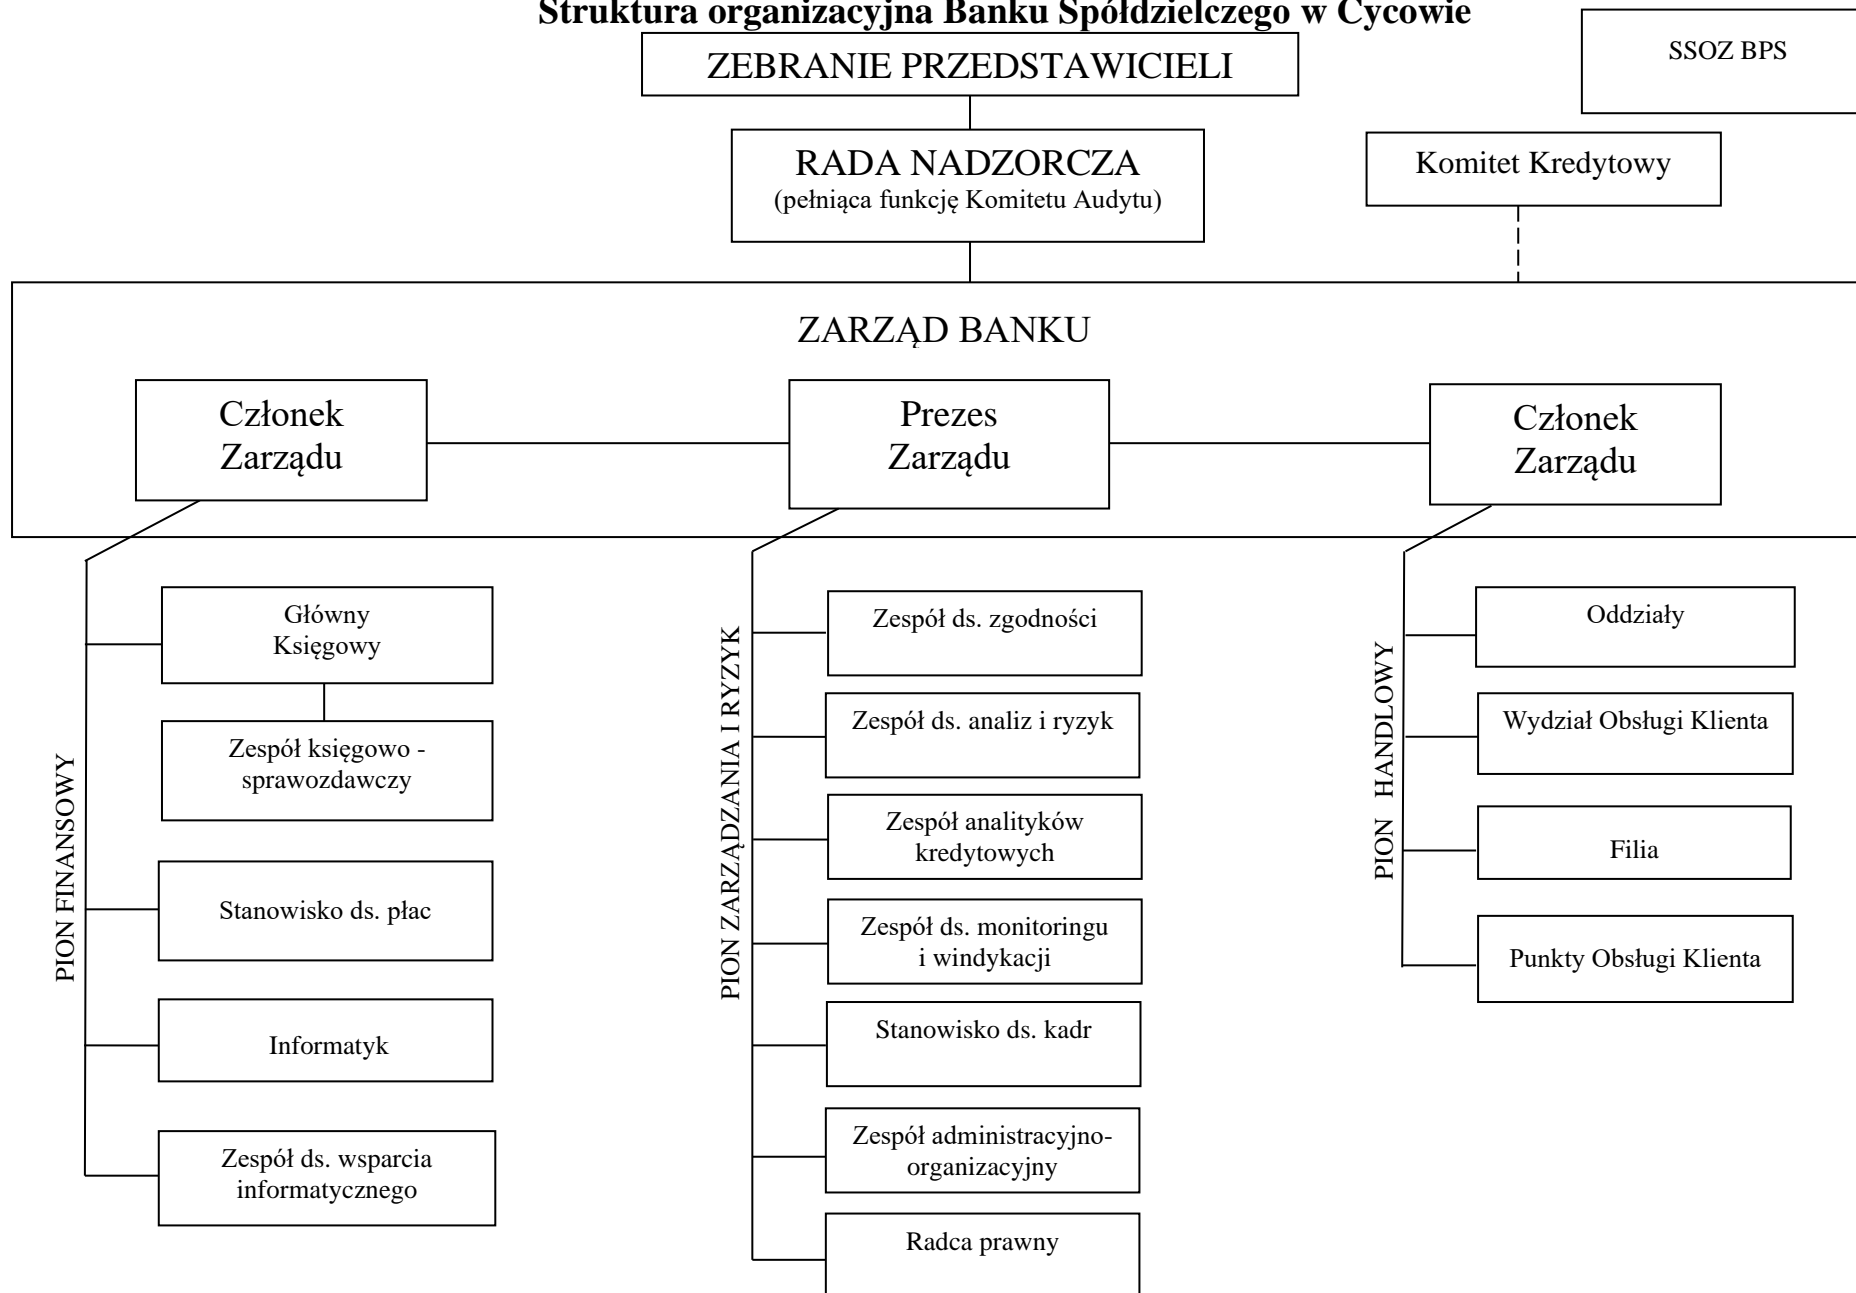 Struktura organizacyjna Banku Spółdzielczego w Cycowie
ZEBRANIE PRZEDSTAWICIELI
SSOZ BPS
RADA NADZORCZA
(pełniąca funkcję Komitetu Audytu)
Komitet Kredytowy
ZARZĄD BANKU
Członek
Zarządu
Prezes
Zarządu
Członek
Zarządu
PION FINANSOWY
Główny
Księgowy
Zespół księgowo -
sprawozdawczy
Stanowisko ds. płac
Informatyk
Zespół ds. wsparcia
informatycznego
PION ZARZĄDZANIA I RYZYK
Zespół ds. zgodności
Zespół ds. analiz i ryzyk
Zespół analityków
kredytowych
Zespół ds. monitoringu
i windykacji
Stanowisko ds. kadr
Zespół administracyjno-
organizacyjny
Radca prawny
PION HANDLOWY
Oddziały
Wydział Obsługi Klienta
Filia
Punkty Obsługi Klienta